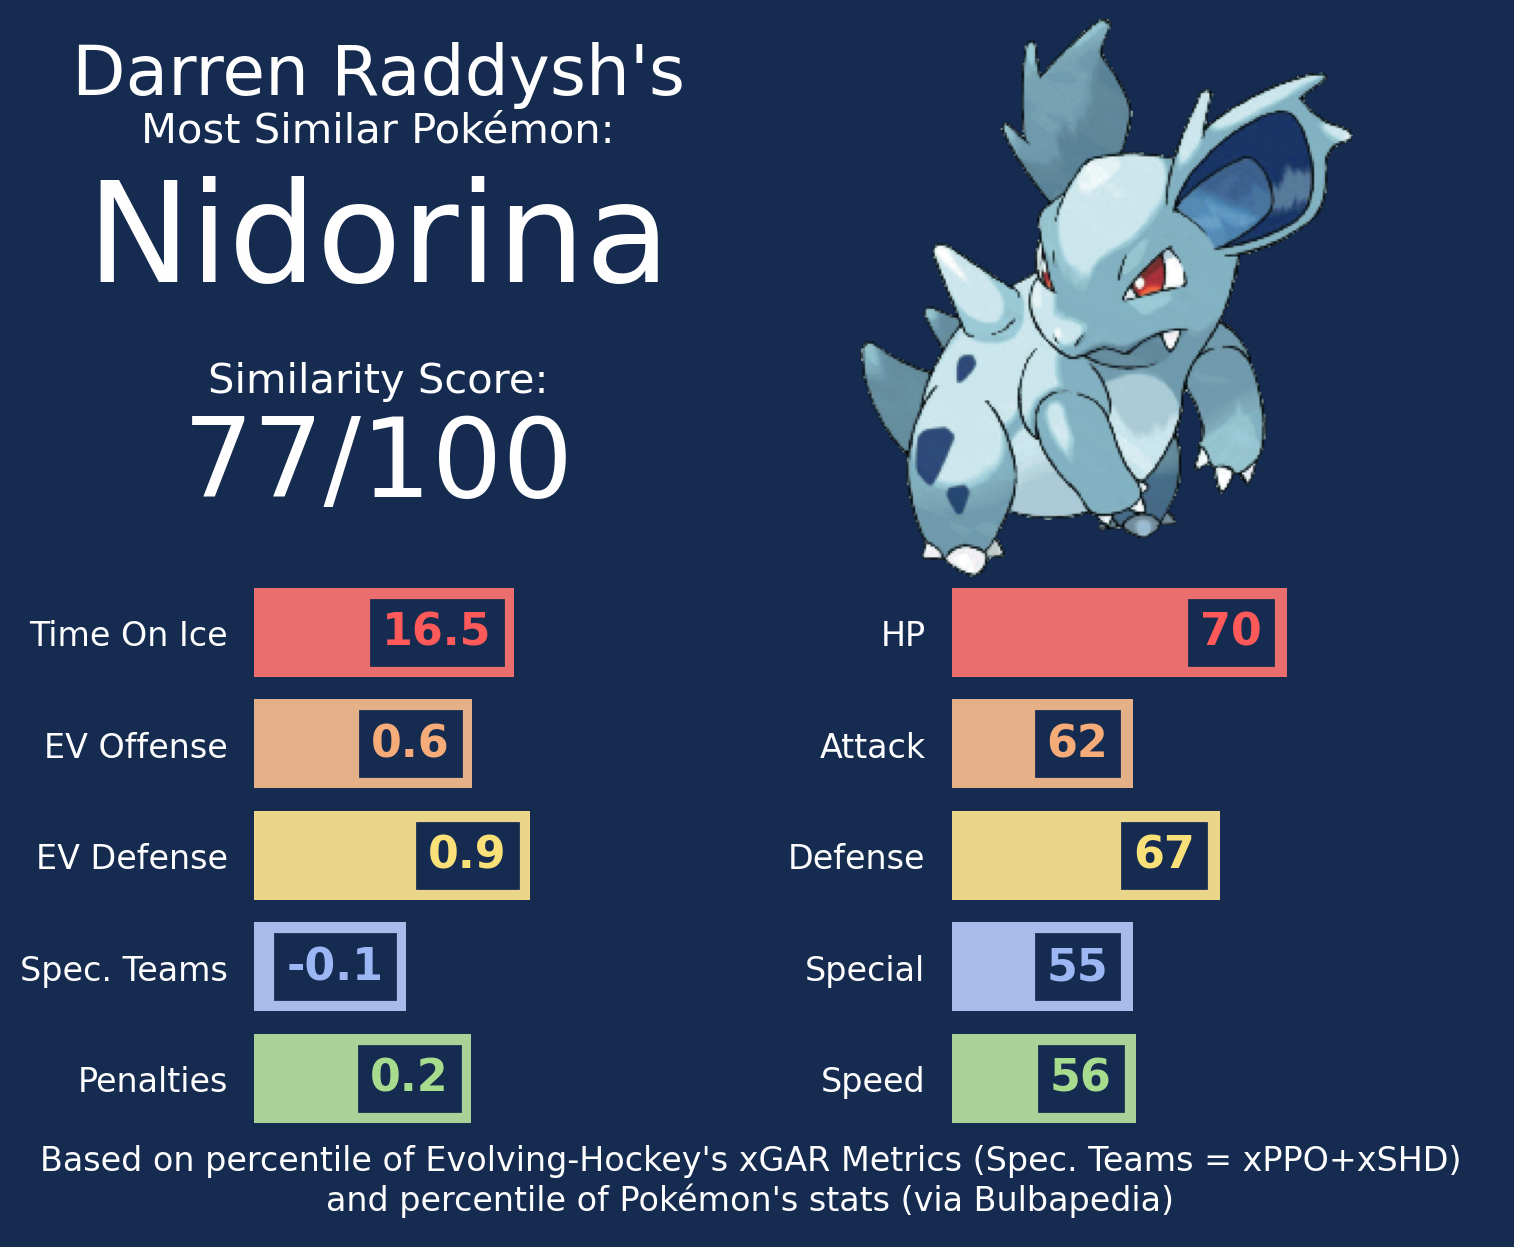 Darren Raddysh's
Most Similar Pokémon:
Nidorina
Similarity Score:
77/100
Time On Ice 16.5
EV Offense 0.6
EV Defense 0.9
Spec. Teams -0.1
Penalties 0.2
HP 70
Attack 62
Defense 67
Special 55
Speed 56
Based on percentile of Evolving-Hockey's xGAR Metrics (Spec. Teams = xPPO+xSHD)
and percentile of Pokémon's stats (via Bulbapedia)